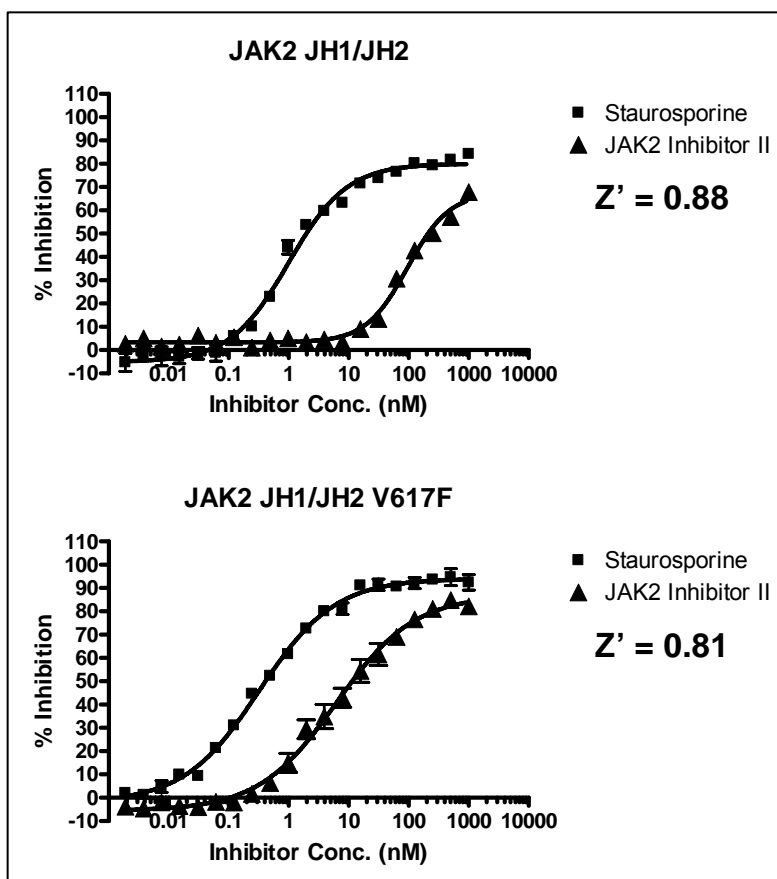 JAK2 JH1/JH2
110
100
90
80
70
60
50
40
30
20
10
0
-10
% Inhibition
0.01 0.1 1 10 100 1000 10000
Inhibitor Conc. (nM)
Staurosporine
JAK2 Inhibitor II
Z' = 0.88
JAK2 JH1/JH2 V617F
110
100
90
80
70
60
50
40
30
20
10
0
-10
% Inhibition
0.01 0.1 1 10 100 1000 10000
Inhibitor Conc. (nM)
Staurosporine
JAK2 Inhibitor II
Z' = 0.81